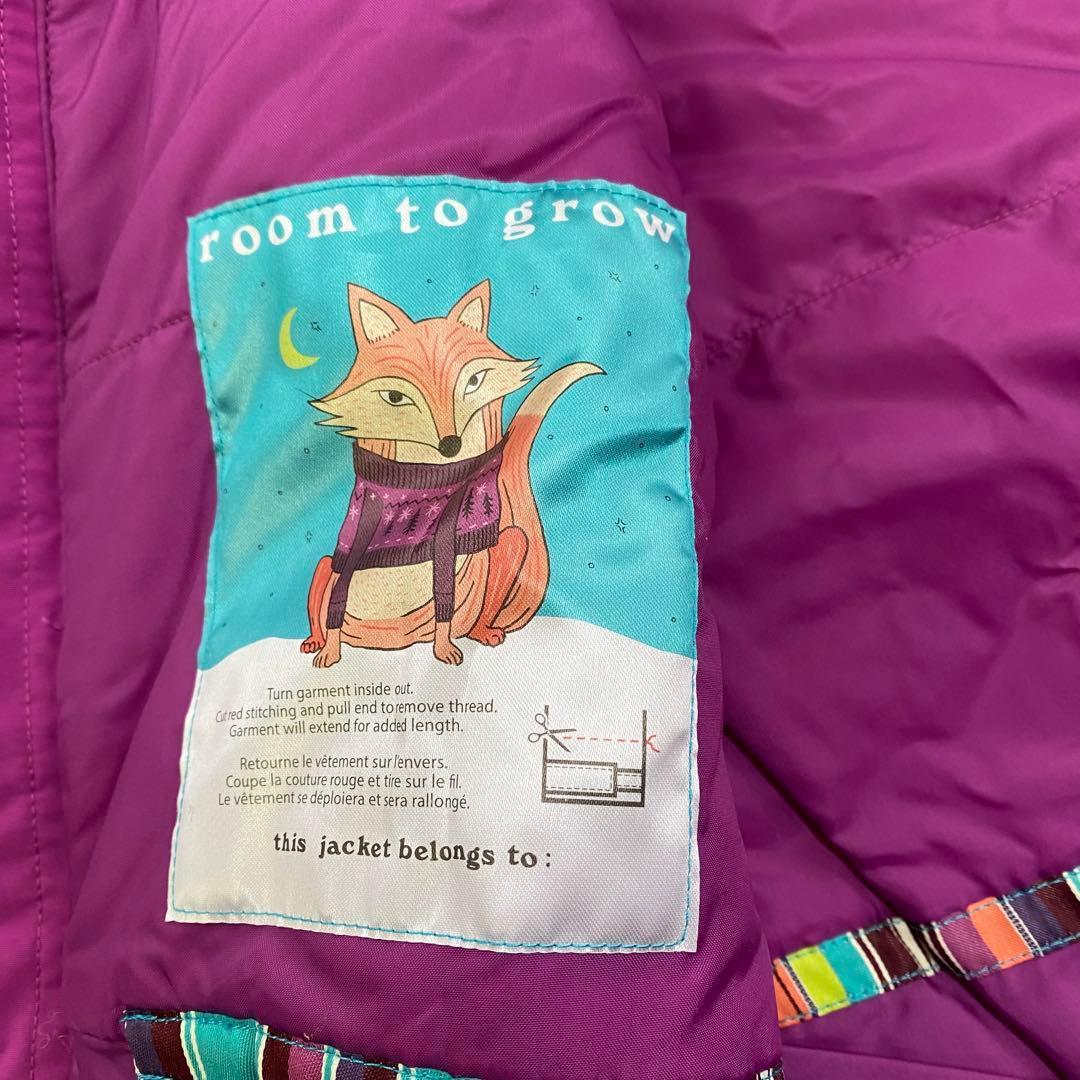 room to grow
Turn garment inside out.
Cut red stitching and pull end to remove thread.
Garment will extend for added length.
Retourne le vêtement sur l'envers.
Coupe la couture rouge et tire sur le fil.
Le vêtement se déploiera et sera rallongé.
this jacket belongs to: